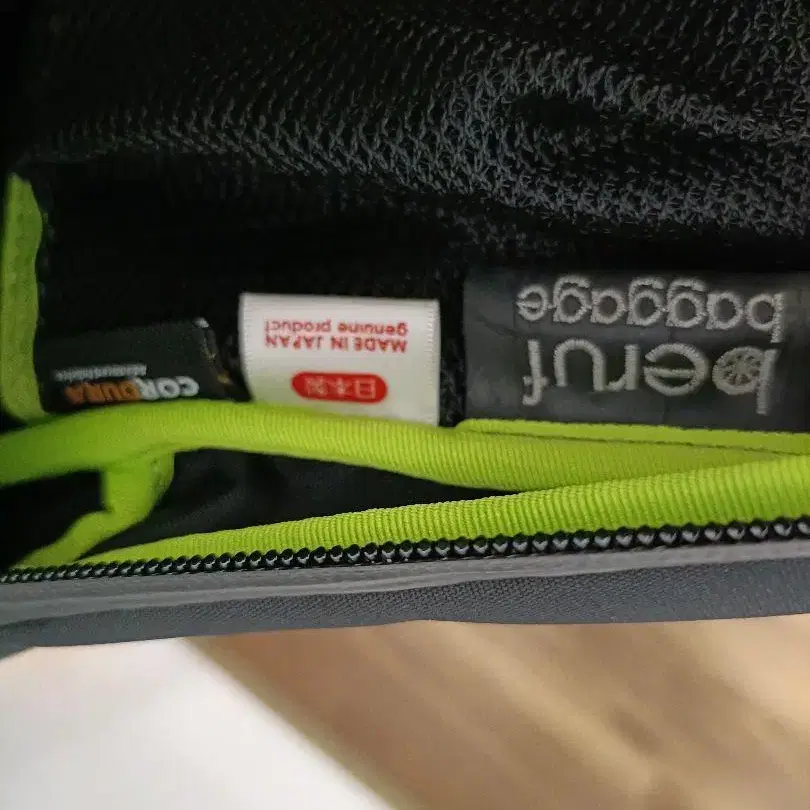 beruf
baggage
日本製
MADE IN JAPAN
genuine product
CORDURA